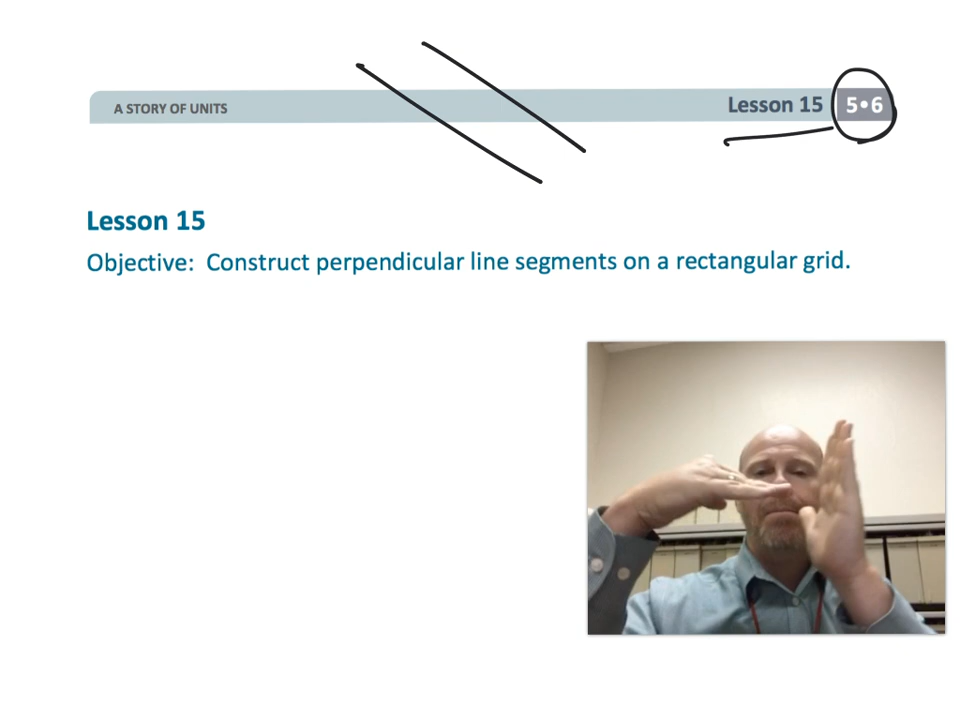 A STORY OF UNITS Lesson 15 5•6
Lesson 15
Objective: Construct perpendicular line segments on a rectangular grid.